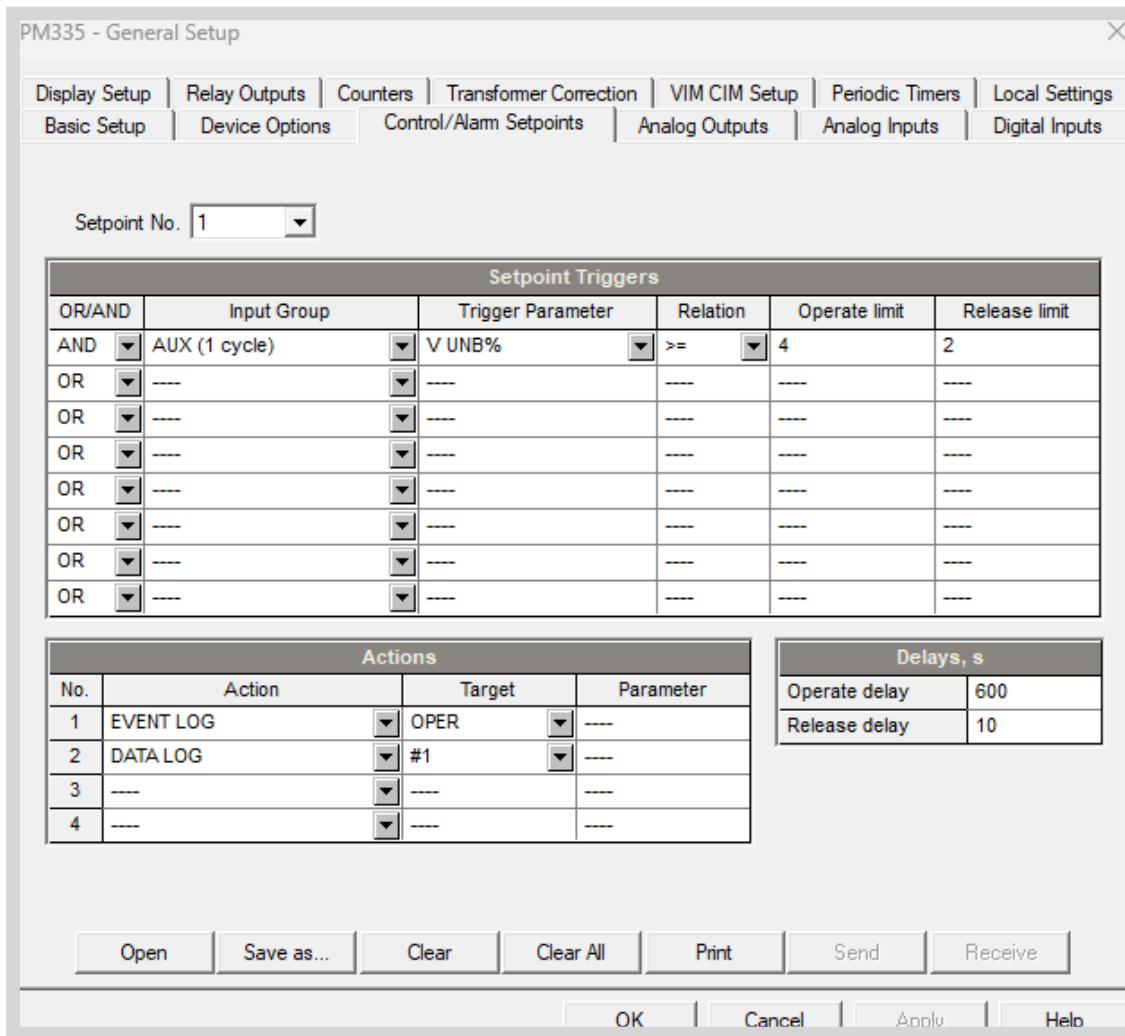 PM335 - General Setup
Display Setup Relay Outputs Counters Transformer Correction VIM CIM Setup Periodic Timers Local Settings
Basic Setup Device Options Control/Alarm Setpoints Analog Outputs Analog Inputs Digital Inputs
Setpoint No. 1
Setpoint Triggers
OR/AND Input Group Trigger Parameter Relation Operate limit Release limit
AND AUX (1 cycle) V UNB% >= 4 2
OR ---- ---- ---- ---- ----
OR ---- ---- ---- ---- ----
OR ---- ---- ---- ---- ----
OR ---- ---- ---- ---- ----
OR ---- ---- ---- ---- ----
OR ---- ---- ---- ---- ----
OR ---- ---- ---- ---- ----
Actions
No. Action Target Parameter
1 EVENT LOG OPER ----
2 DATA LOG #1 ----
3 ---- ---- ----
4 ---- ---- ----
Delays, s
Operate delay 600
Release delay 10
Open Save as... Clear Clear All Print Send Receive
OK Cancel Apply Help